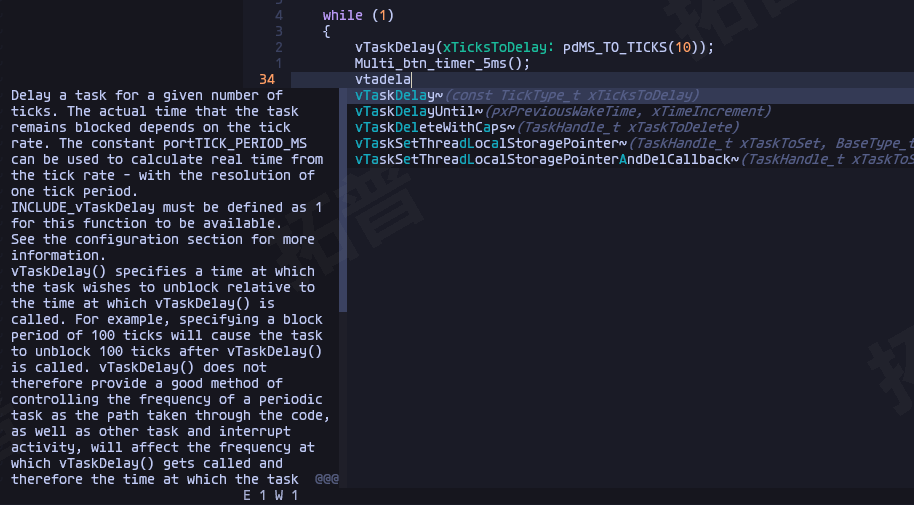 5
4 while (1)
3 {
2 vTaskDelay(xTicksToDelay: pdMS_TO_TICKS(10));
1 Multi_btn_timer_5ms();
34 vtadela
vTaskDelay~(const TickType_t xTicksToDelay)
vTaskDelayUntil~(pxPreviousWakeTime, xTimeIncrement)
vTaskDeleteWithCaps~(TaskHandle_t xTaskToDelete)
vTaskSetThreadLocalStoragePointer~(TaskHandle_t xTaskToSet, BaseType_t
vTaskSetThreadLocalStoragePointerAndDelCallback~(TaskHandle_t xTaskToS
Delay a task for a given number of
ticks. The actual time that the task
remains blocked depends on the tick
rate. The constant portTICK_PERIOD_MS
can be used to calculate real time from
the tick rate - with the resolution of
one tick period.
INCLUDE_vTaskDelay must be defined as 1
for this function to be available.
See the configuration section for more
information.
vTaskDelay() specifies a time at which
the task wishes to unblock relative to
the time at which vTaskDelay() is
called. For example, specifying a block
period of 100 ticks will cause the task
to unblock 100 ticks after vTaskDelay()
is called. vTaskDelay() does not
therefore provide a good method of
controlling the frequency of a periodic
task as the path taken through the code,
as well as other task and interrupt
activity, will affect the frequency at
which vTaskDelay() gets called and
therefore the time at which the task @@@
E 1 W 1
拓普
拓普
拓